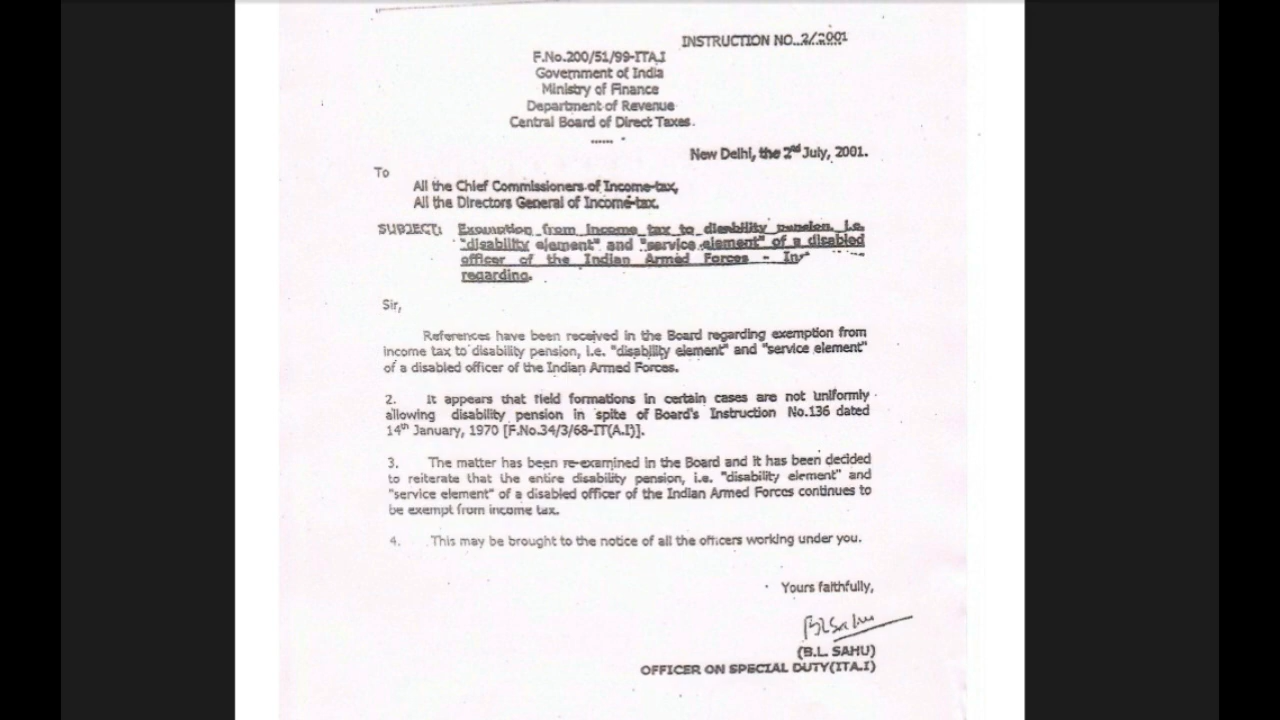 INSTRUCTION NO..2/.2001
F.No.200/51/99-ITA.I
Government of India
Ministry of Finance
Department of Revenue
Central Board of Direct Taxes.
......
New Delhi, the 2nd July, 2001.
To
All the Chief Commissioners of Income-tax,
All the Directors General of Income-tax.
SUBJECT: Exemption from income tax to disability pension, i.e.
"disability element" and "service element" of a disabled
officer of the Indian Armed Forces -
regarding.
Sir,
References have been received in the Board regarding exemption from
income tax to disability pension, i.e. "disability element" and "service element"
of a disabled officer of the Indian Armed Forces.
2. It appears that field formations in certain cases are not uniformly
allowing disability pension in spite of Board's Instruction No.136 dated
14th January, 1970 [F.No.34/3/68-IT(A.I)].
3. The matter has been re-examined in the Board and it has been decided
to reiterate that the entire disability pension, i.e. "disability element" and
"service element" of a disabled officer of the Indian Armed Forces continues to
be exempt from income tax.
4. This may be brought to the notice of all the officers working under you.
Yours faithfully,
BLSahu
(B.L. SAHU)
OFFICER ON SPECIAL DUTY(ITA.I)